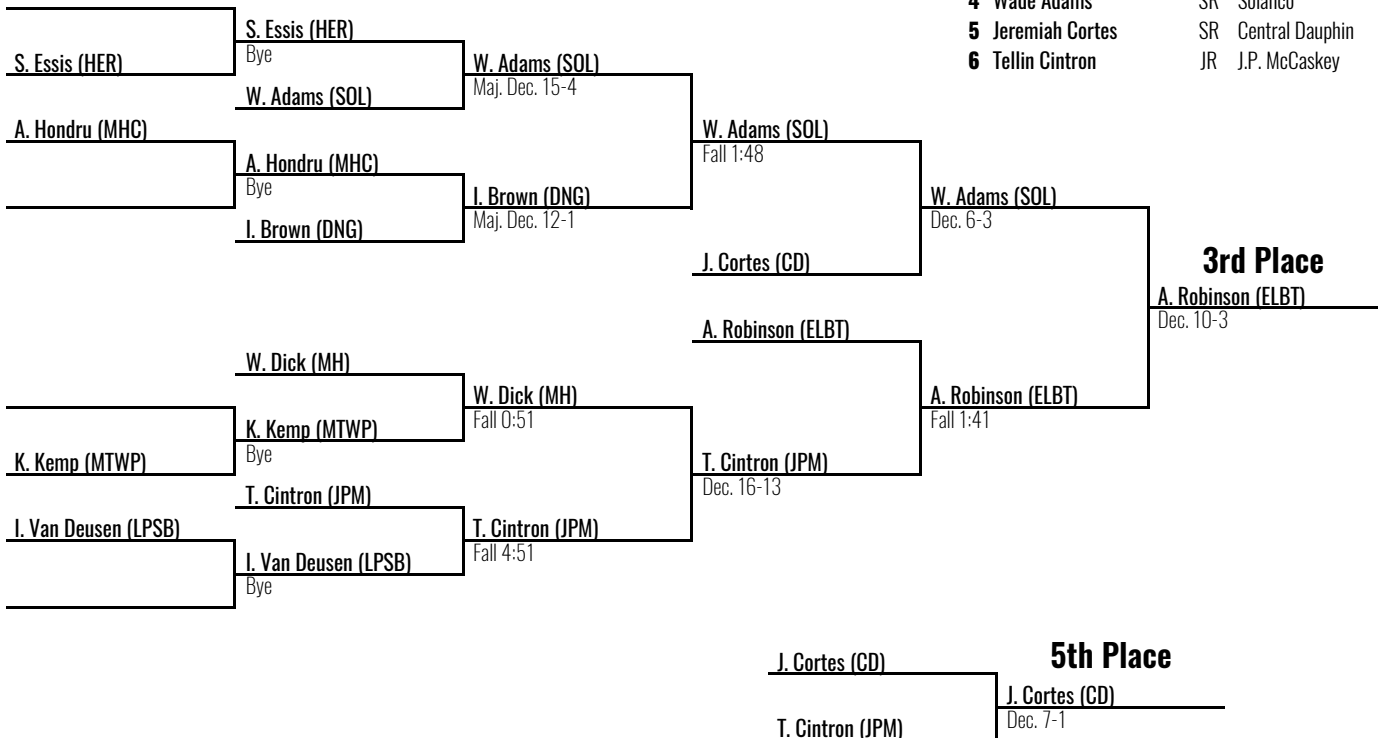 4 Wade Adams SR Solanco
5 Jeremiah Cortes SR Central Dauphin
6 Tellin Cintron JR J.P. McCaskey
S. Essis (HER)
Bye
S. Essis (HER)
W. Adams (SOL)
Maj. Dec. 15-4
W. Adams (SOL)
A. Hondru (MHC)
W. Adams (SOL)
Fall 1:48
A. Hondru (MHC)
Bye
I. Brown (DNG)
Maj. Dec. 12-1
W. Adams (SOL)
Dec. 6-3
I. Brown (DNG)
J. Cortes (CD)
3rd Place
A. Robinson (ELBT)
Dec. 10-3
A. Robinson (ELBT)
W. Dick (MH)
W. Dick (MH)
Fall 0:51
A. Robinson (ELBT)
Fall 1:41
K. Kemp (MTWP)
Bye
K. Kemp (MTWP)
T. Cintron (JPM)
Dec. 16-13
T. Cintron (JPM)
I. Van Deusen (LPSB)
T. Cintron (JPM)
Fall 4:51
I. Van Deusen (LPSB)
Bye
5th Place
J. Cortes (CD)
J. Cortes (CD)
Dec. 7-1
T. Cintron (JPM)